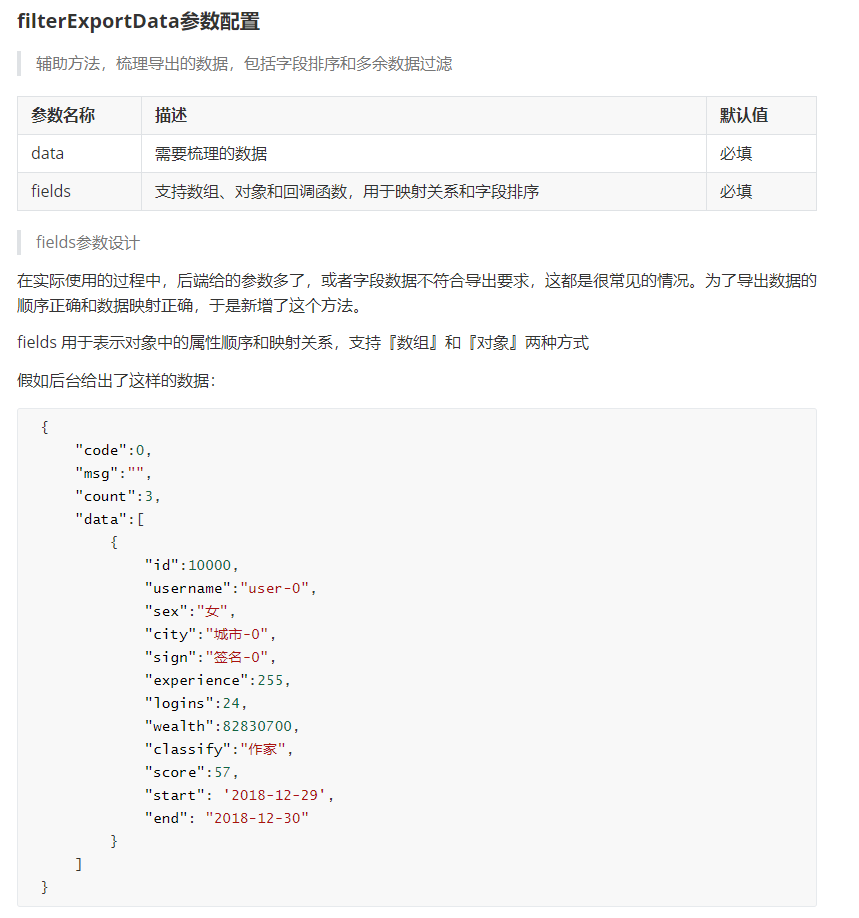 filterExportData参数配置
辅助方法，梳理导出的数据，包括字段排序和多余数据过滤
参数名称 描述 默认值
data 需要梳理的数据 必填
fields 支持数组、对象和回调函数，用于映射关系和字段排序 必填
fields参数设计
在实际使用的过程中，后端给的参数多了，或者字段数据不符合导出要求，这都是很常见的情况。为了导出数据的
顺序正确和数据映射正确，于是新增了这个方法。
fields 用于表示对象中的属性顺序和映射关系，支持『数组』和『对象』两种方式
假如后台给出了这样的数据：
{
    "code":0,
    "msg":"",
    "count":3,
    "data":[
        {
            "id":10000,
            "username":"user-0",
            "sex":"女",
            "city":"城市-0",
            "sign":"签名-0",
            "experience":255,
            "logins":24,
            "wealth":82830700,
            "classify":"作家",
            "score":57,
            "start": '2018-12-29',
            "end": "2018-12-30"
        }
    ]
}